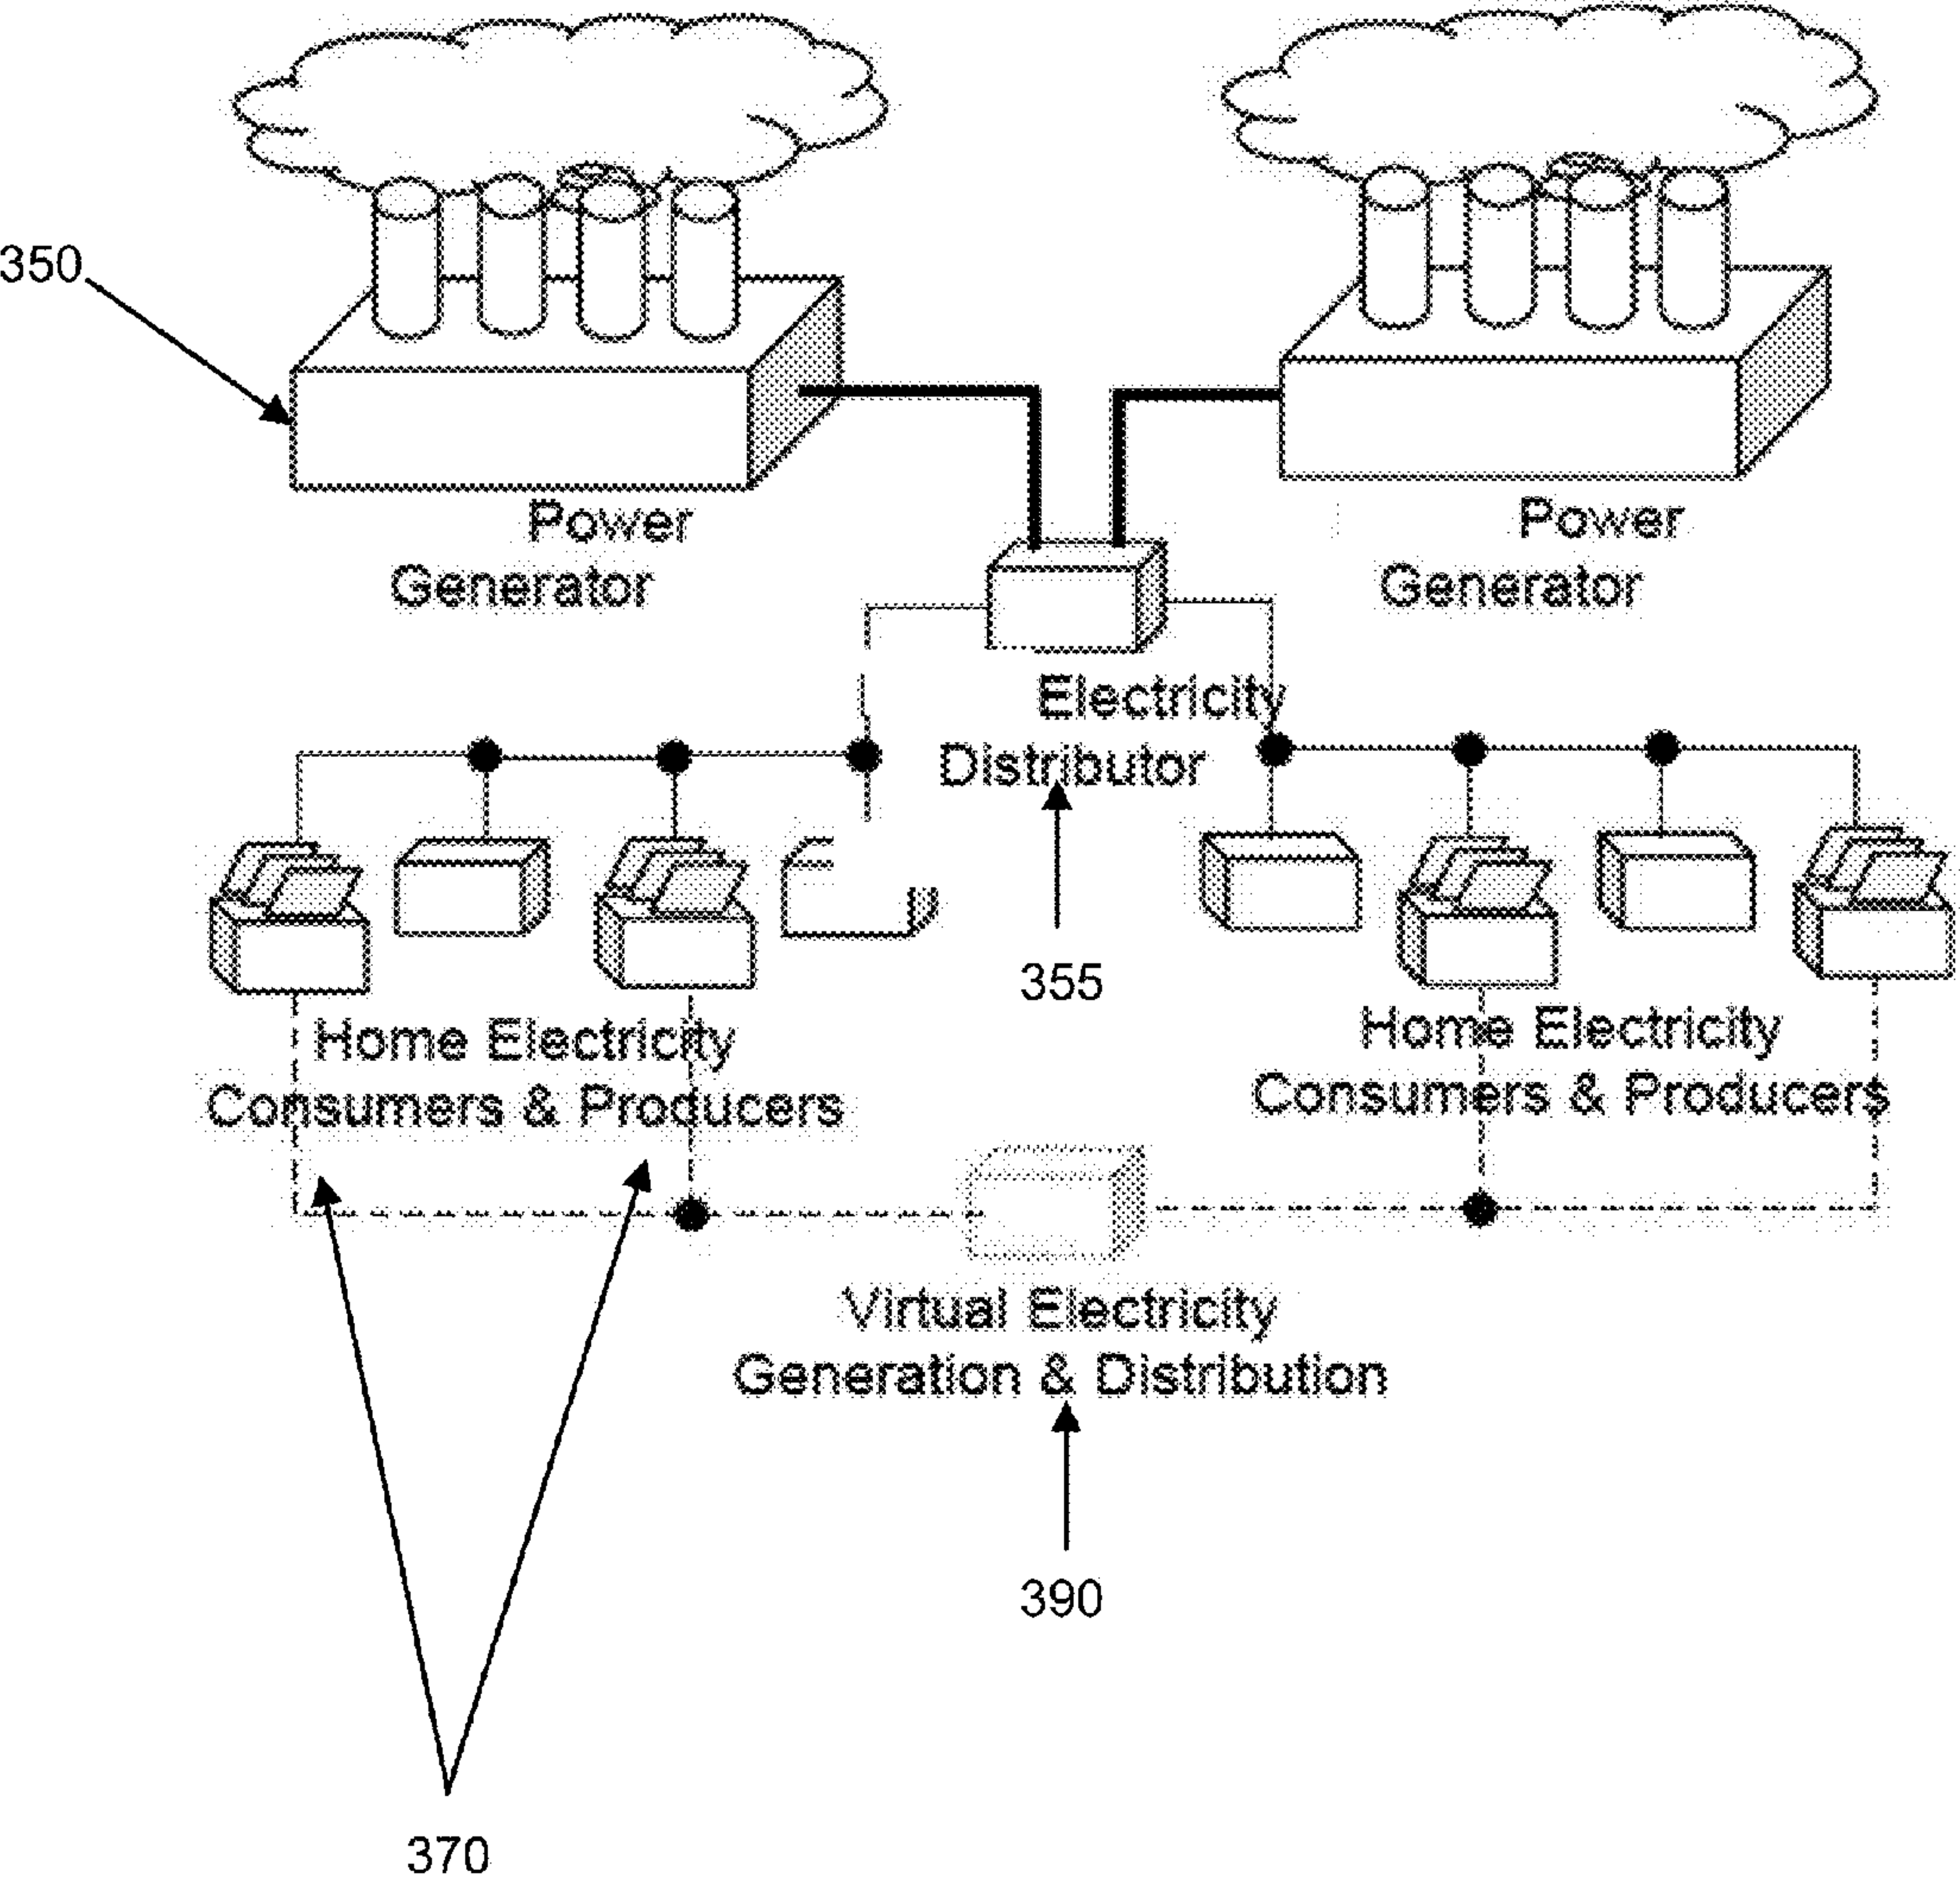 350
Power
Generator
Power
Generator
Electricity
Distributor
355
Home Electricity
Consumers & Producers
Home Electricity
Consumers & Producers
Virtual Electricity
Generation & Distribution
390
370